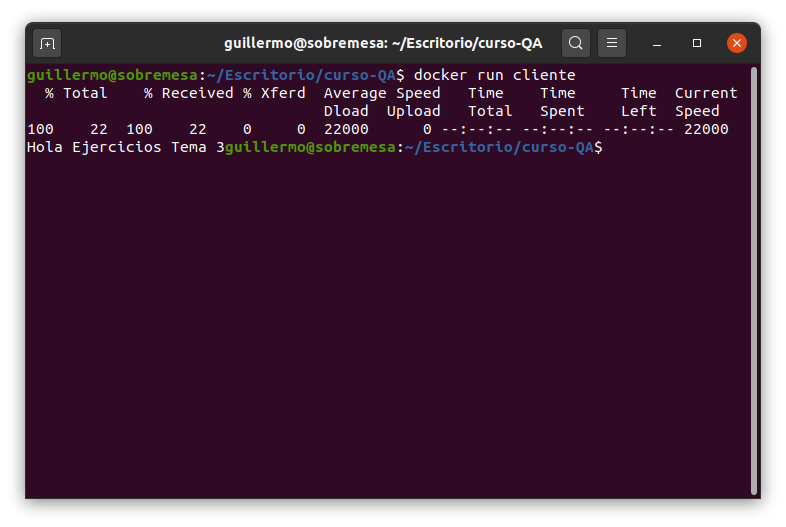 guillermo@sobremesa: ~/Escritorio/curso-QA
guillermo@sobremesa:~/Escritorio/curso-QA$ docker run cliente
  % Total    % Received % Xferd  Average Speed   Time    Time     Time  Current
                                 Dload  Upload   Total   Spent    Left  Speed
100    22  100    22    0     0  22000      0 --:--:-- --:--:-- --:--:-- 22000
Hola Ejercicios Tema 3guillermo@sobremesa:~/Escritorio/curso-QA$